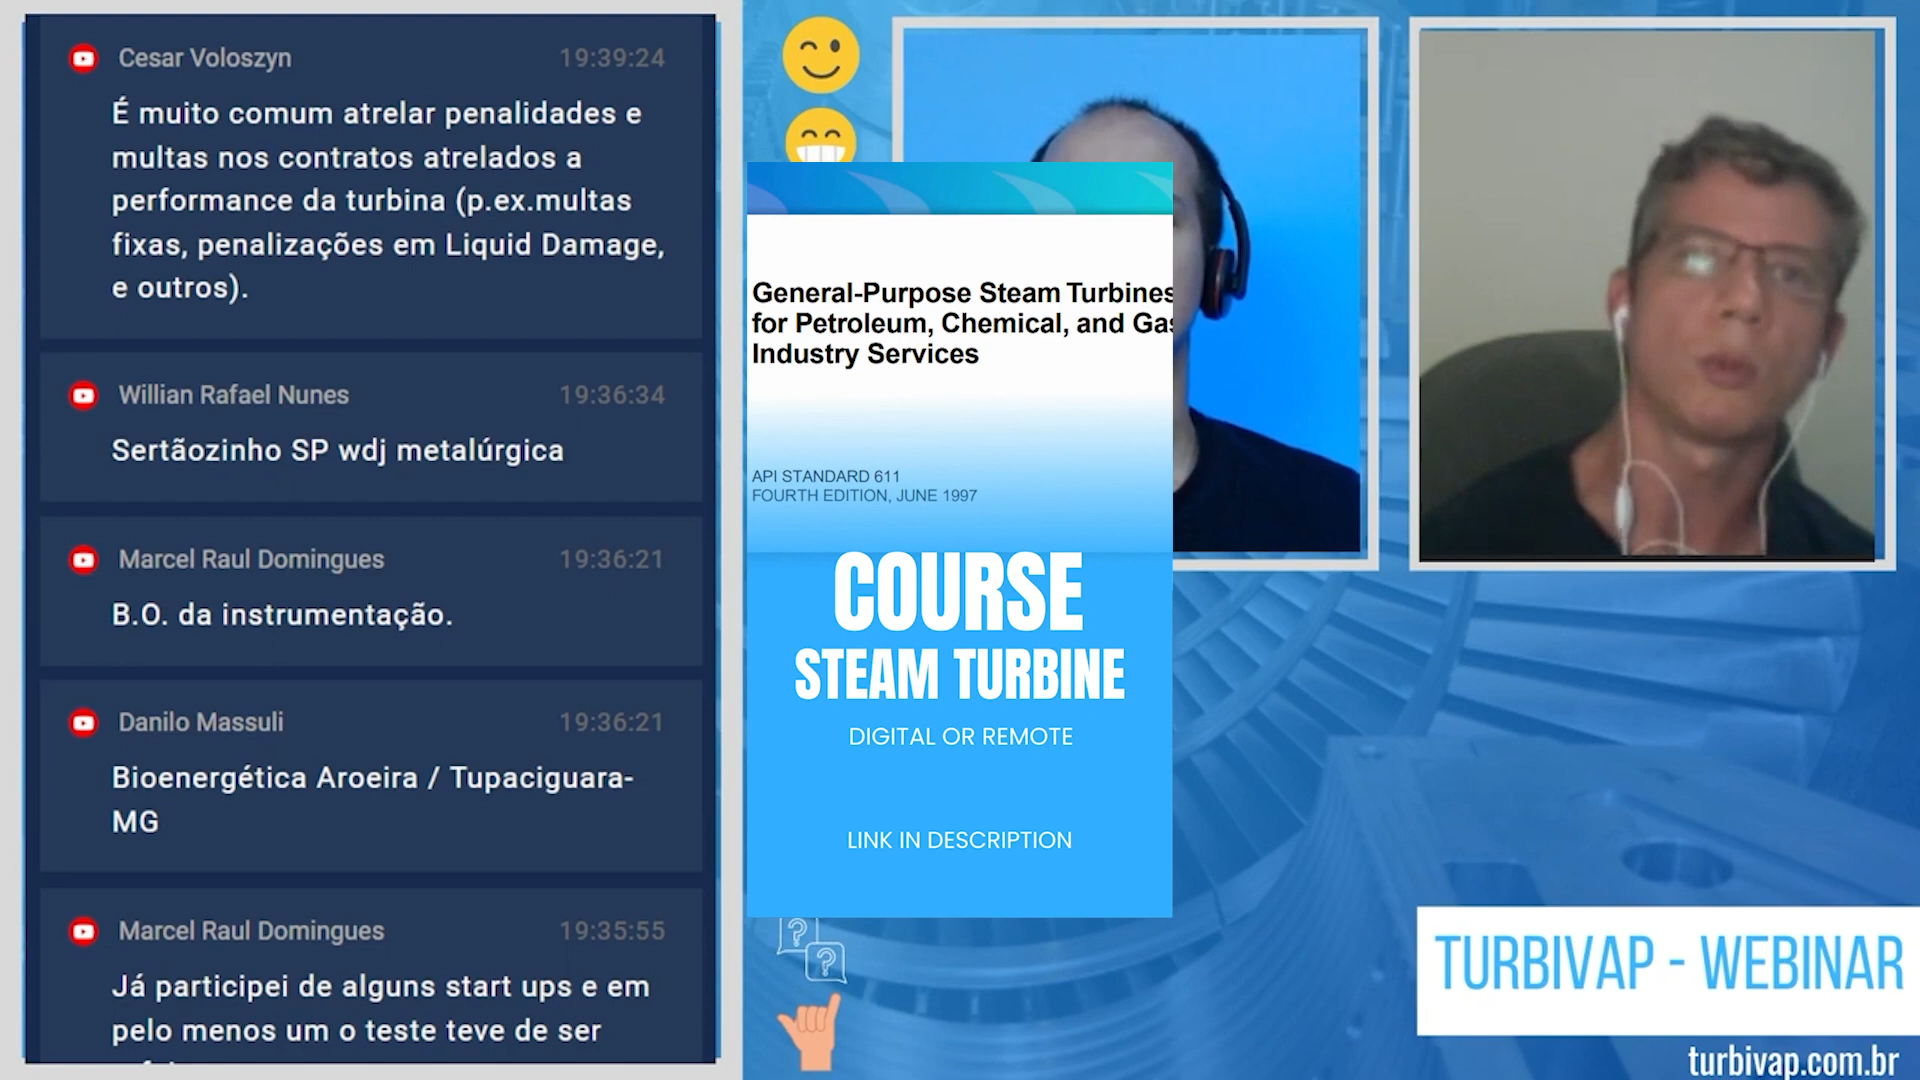 Cesar Voloszyn 19:39:24
É muito comum atrelar penalidades e
multas nos contratos atrelados a
performance da turbina (p.ex.multas
fixas, penalizações em Liquid Damage,
e outros).
Willian Rafael Nunes 19:36:34
Sertãozinho SP wdj metalúrgica
Marcel Raul Domingues 19:36:21
B.O. da instrumentação.
Danilo Massuli 19:36:21
Bioenergética Aroeira / Tupaciguara-
MG
Marcel Raul Domingues 19:35:55
Já participei de alguns start ups e em
pelo menos um o teste teve de ser
General-Purpose Steam Turbines
for Petroleum, Chemical, and Gas
Industry Services
API STANDARD 611
FOURTH EDITION, JUNE 1997
COURSE
STEAM TURBINE
DIGITAL OR REMOTE
LINK IN DESCRIPTION
TURBIVAP - WEBINAR
turbivap.com.br